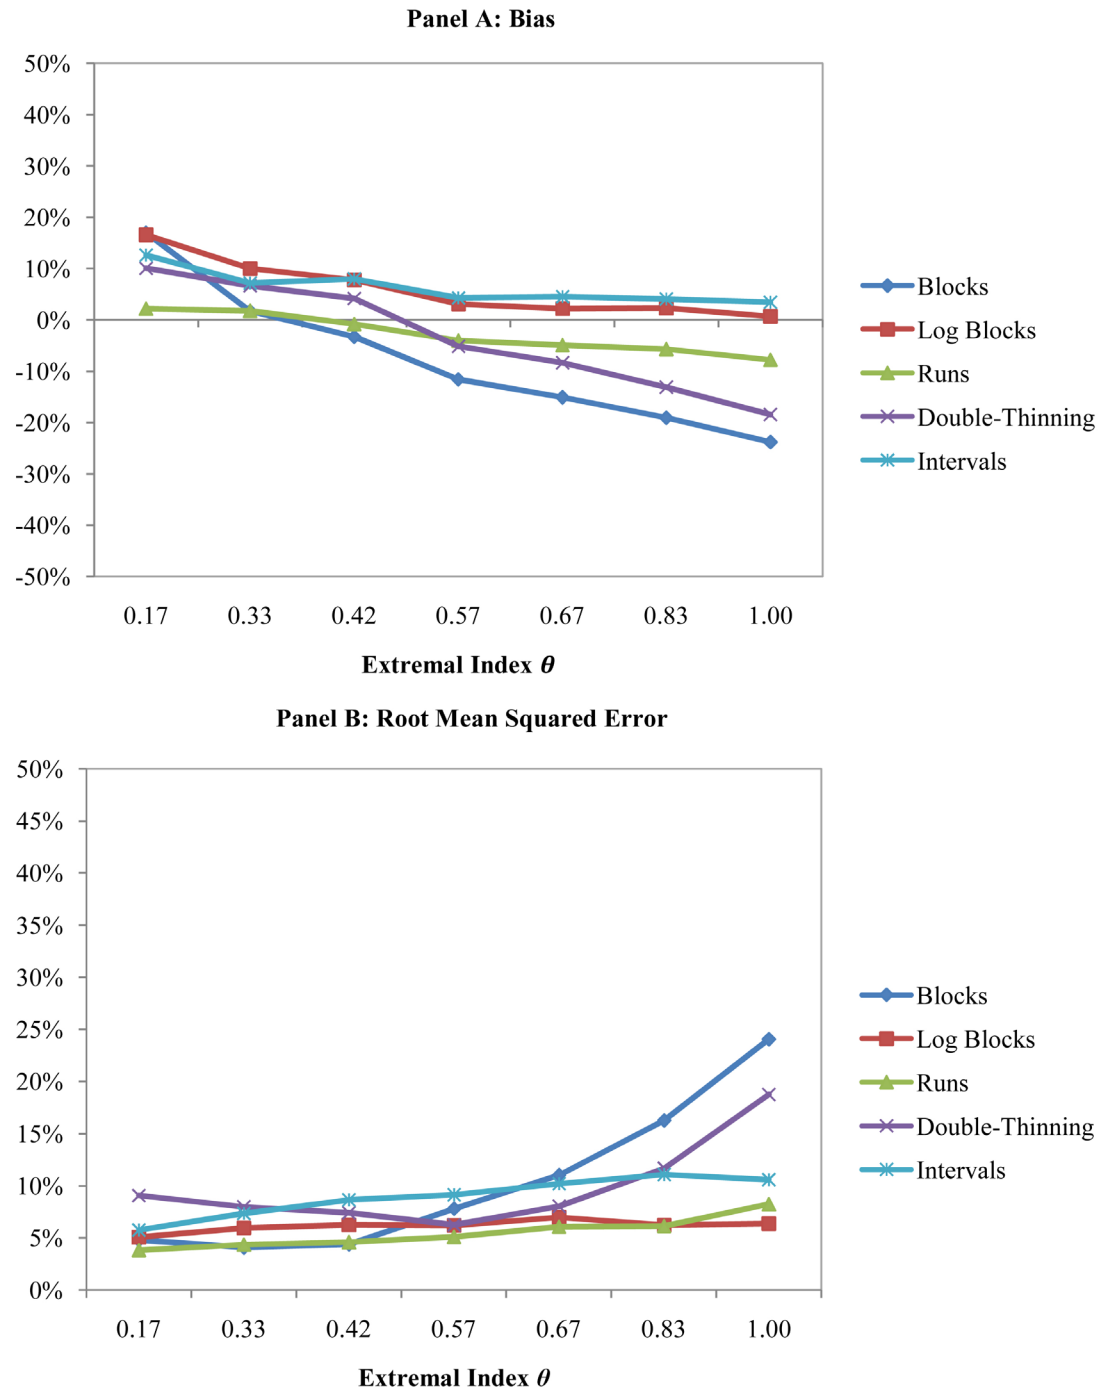 Panel A: Bias
50%
40%
30%
20%
10%
0%
-10%
-20%
-30%
-40%
-50%
0.17 0.33 0.42 0.57 0.67 0.83 1.00
Extremal Index θ
Blocks
Log Blocks
Runs
Double-Thinning
Intervals
Panel B: Root Mean Squared Error
50%
45%
40%
35%
30%
25%
20%
15%
10%
5%
0%
0.17 0.33 0.42 0.57 0.67 0.83 1.00
Extremal Index θ
Blocks
Log Blocks
Runs
Double-Thinning
Intervals